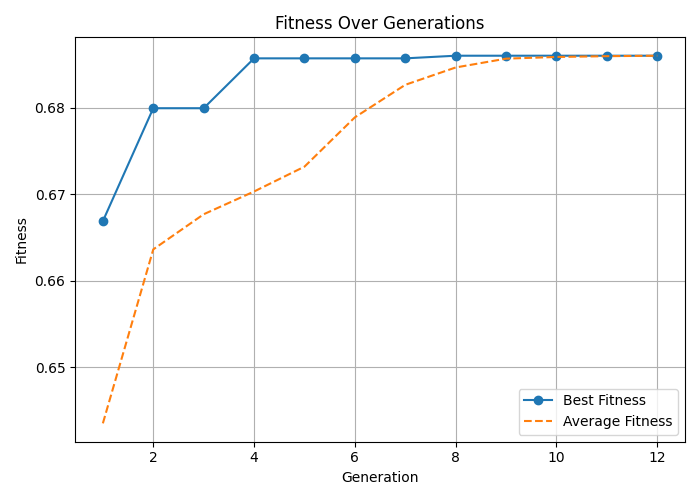 Fitness Over Generations
Fitness
0.68
0.67
0.66
0.65
2 4 6 8 10 12
Generation
Best Fitness
Average Fitness